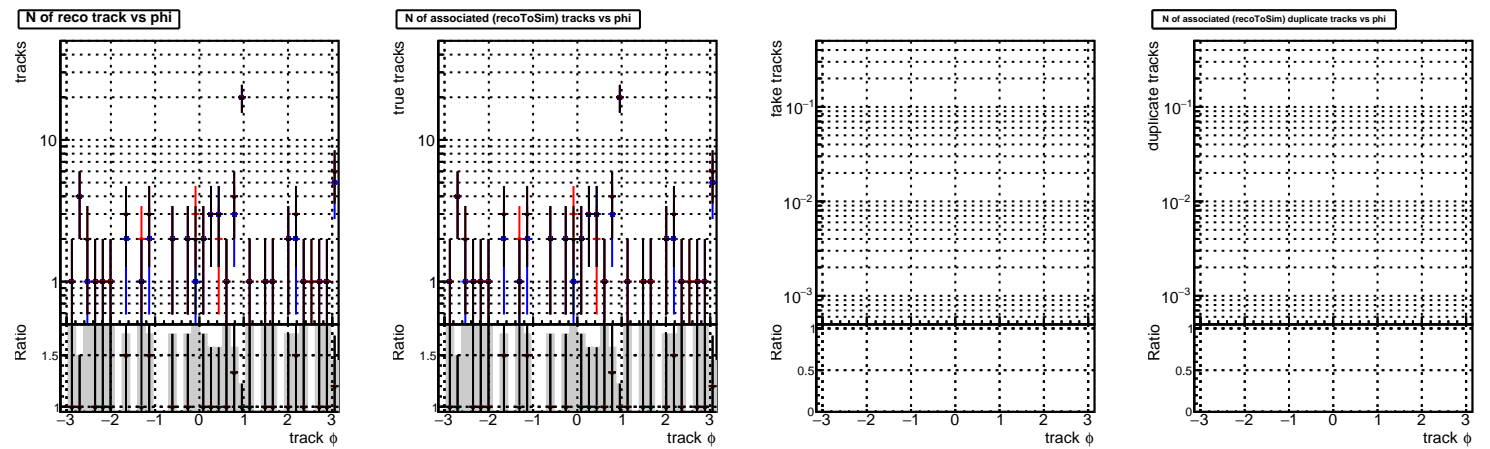 N of reco track vs phi
tracks
10
1
Ratio
1.5
1
−3 −2 −1 0 1 2 3
track ϕ
N of associated (recoToSim) tracks vs phi
true tracks
10
1
Ratio
1.5
1
−3 −2 −1 0 1 2 3
track ϕ
fake tracks
10−1
10−2
10−3
Ratio
1
0.5
0
−3 −2 −1 0 1 2 3
track ϕ
N of associated (recoToSim) duplicate tracks vs phi
duplicate tracks
10−1
10−2
10−3
Ratio
1
0.5
0
−3 −2 −1 0 1 2 3
track ϕ